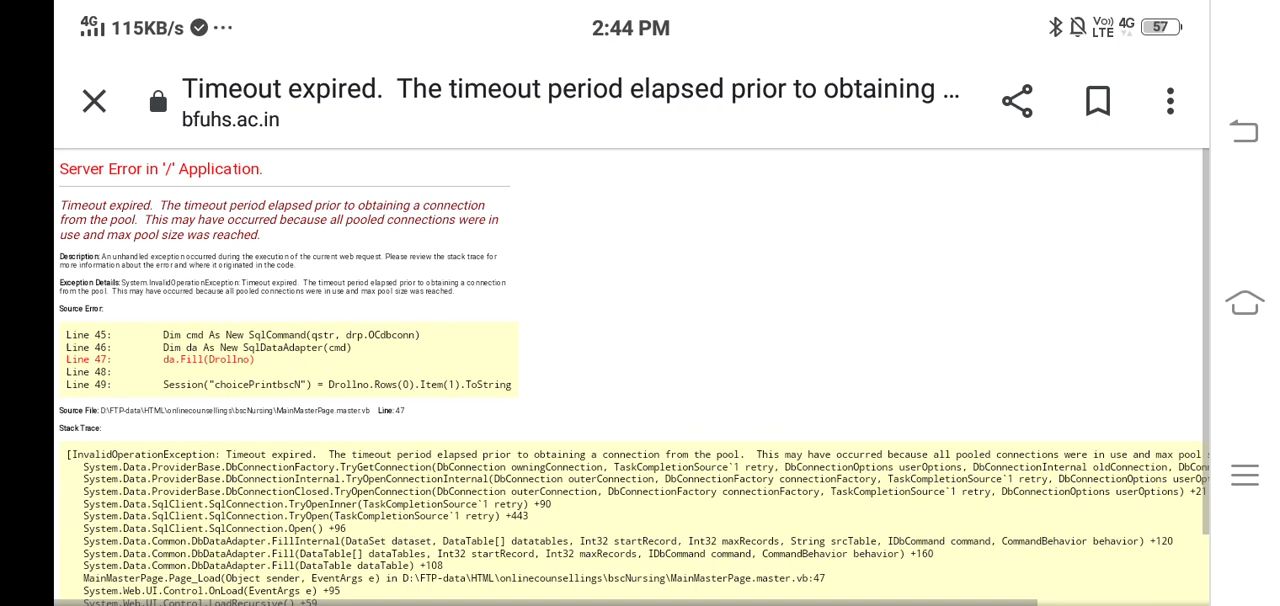 4G 115KB/s ··· 2:44 PM Vo) LTE 4G 57
Timeout expired.  The timeout period elapsed prior to obtaining ...
bfuhs.ac.in
Server Error in '/' Application.
Timeout expired.  The timeout period elapsed prior to obtaining a connection
from the pool.  This may have occurred because all pooled connections were in
use and max pool size was reached.
Description: An unhandled exception occurred during the execution of the current web request. Please review the stack trace for
more information about the error and where it originated in the code.
Exception Details: System.InvalidOperationException: Timeout expired.  The timeout period elapsed prior to obtaining a connection
from the pool.  This may have occurred because all pooled connections were in use and max pool size was reached.
Source Error:
Line 45:        Dim cmd As New SqlCommand(qstr, drp.OCdbconn)
Line 46:        Dim da As New SqlDataAdapter(cmd)
Line 47:        da.Fill(Drollno)
Line 48:
Line 49:        Session("choicePrintbscN") = Drollno.Rows(0).Item(1).ToString
Source File: D:\FTP-data\HTML\onlinecounsellings\bscNursing\MainMasterPage.master.vb    Line: 47
Stack Trace:
[InvalidOperationException: Timeout expired.  The timeout period elapsed prior to obtaining a connection from the pool.  This may have occurred because all pooled connections were in use and max pool
System.Data.ProviderBase.DbConnectionFactory.TryGetConnection(DbConnection owningConnection, TaskCompletionSource`1 retry, DbConnectionOptions userOptions, DbConnectionInternal oldConnection, DbConn
System.Data.ProviderBase.DbConnectionInternal.TryOpenConnectionInternal(DbConnection outerConnection, DbConnectionFactory connectionFactory, TaskCompletionSource`1 retry, DbConnectionOptions userOpt
System.Data.ProviderBase.DbConnectionClosed.TryOpenConnection(DbConnection outerConnection, DbConnectionFactory connectionFactory, TaskCompletionSource`1 retry, DbConnectionOptions userOptions) +21
System.Data.SqlClient.SqlConnection.TryOpenInner(TaskCompletionSource`1 retry) +90
System.Data.SqlClient.SqlConnection.TryOpen(TaskCompletionSource`1 retry) +443
System.Data.SqlClient.SqlConnection.Open() +96
System.Data.Common.DbDataAdapter.FillInternal(DataSet dataset, DataTable[] datatables, Int32 startRecord, Int32 maxRecords, String srcTable, IDbCommand command, CommandBehavior behavior) +120
System.Data.Common.DbDataAdapter.Fill(DataTable[] dataTables, Int32 startRecord, Int32 maxRecords, IDbCommand command, CommandBehavior behavior) +160
System.Data.Common.DbDataAdapter.Fill(DataTable dataTable) +108
MainMasterPage.Page_Load(Object sender, EventArgs e) in D:\FTP-data\HTML\onlinecounsellings\bscNursing\MainMasterPage.master.vb:47
System.Web.UI.Control.OnLoad(EventArgs e) +95
System.Web.UI.Control.LoadRecursive() +59